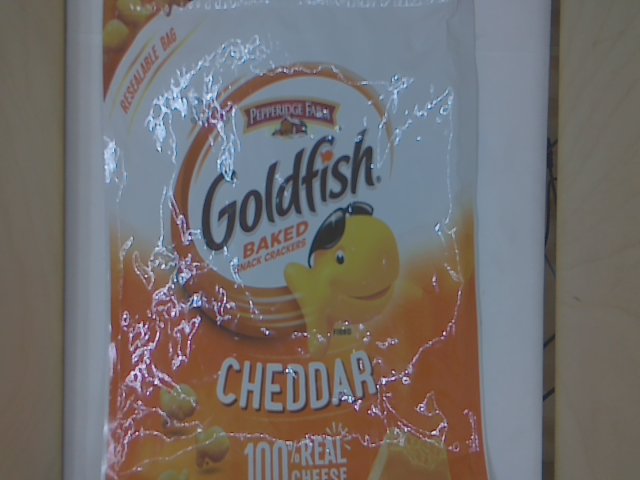 RESEALABLE BAG
PEPPERIDGE FARM
Goldfish®
BAKED
SNACK CRACKERS
CHEDDAR
100% REAL
CHEESE